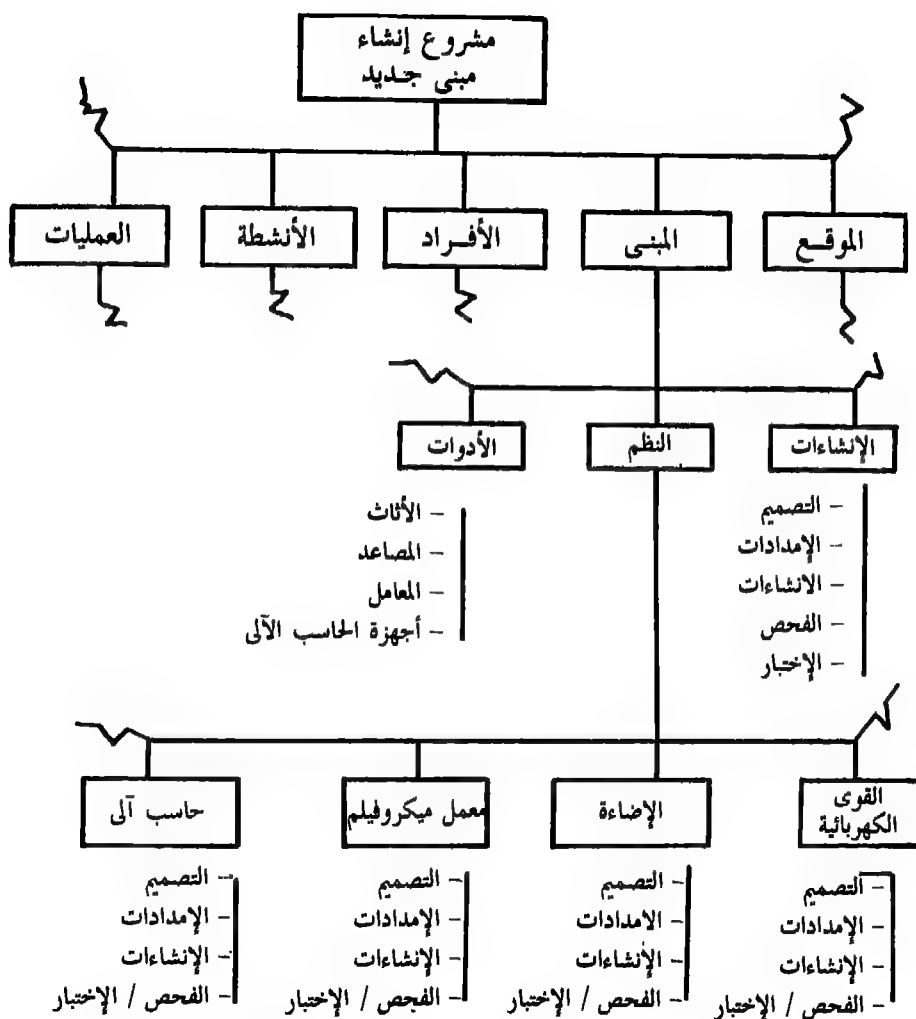 مشروع إنشاء
مبنى جديد
الموقع
المبنى
الأفراد
الأنشطة
العمليات
الإنشاءات
النظم
الأدوات
– التصميم
– الإمدادات
– الانشاءات
– الفحص
– الإختبار
– الأثاث
– المصاعد
– المعامل
– أجهزة الحاسب الآلى
القوى
الكهربائية
الإضاءة
معمل ميكروفيلم
حاسب آلى
– التصميم
– الإمدادات
– الإنشاءات
– الفحص / الإختبار
– التصميم
– الامدادات
– الإنشاءات
– الفحص / الإختبار
– التصميم
– الإمدادات
– الإنشاءات
– الفحص / الإختبار
– التصميم
– الإمدادات
– الإنشاءات
– الفحص / الإختبار